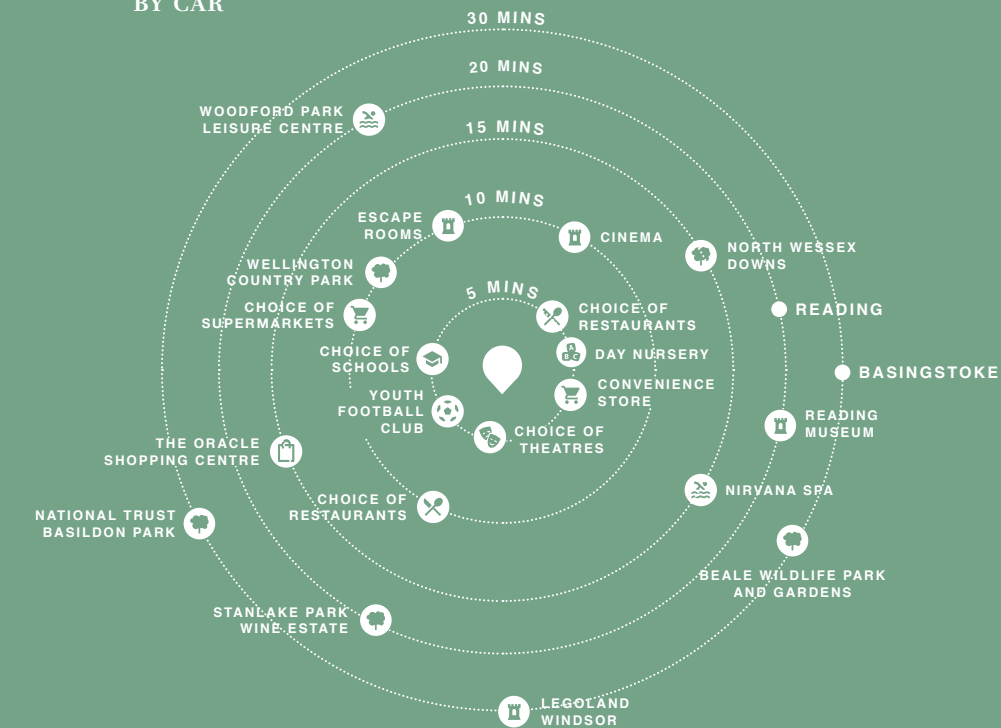 BY CAR
30 MINS
20 MINS
WOODFORD PARK
LEISURE CENTRE
15 MINS
10 MINS
ESCAPE
ROOMS
CINEMA
NORTH WESSEX
DOWNS
WELLINGTON
COUNTRY PARK
5 MINS
CHOICE OF
SUPERMARKETS
CHOICE OF
RESTAURANTS
READING
CHOICE OF
SCHOOLS
A
B C
DAY NURSERY
BASINGSTOKE
YOUTH
FOOTBALL
CLUB
CONVENIENCE
STORE
READING
MUSEUM
CHOICE OF
THEATRES
THE ORACLE
SHOPPING CENTRE
CHOICE OF
RESTAURANTS
NIRVANA SPA
NATIONAL TRUST
BASILDON PARK
BEALE WILDLIFE PARK
AND GARDENS
STANLAKE PARK
WINE ESTATE
LEGOLAND
WINDSOR